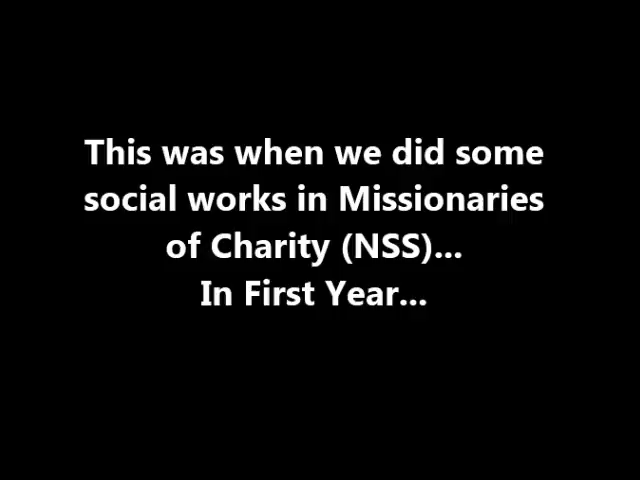 This was when we did some
social works in Missionaries
of Charity (NSS)...
In First Year...